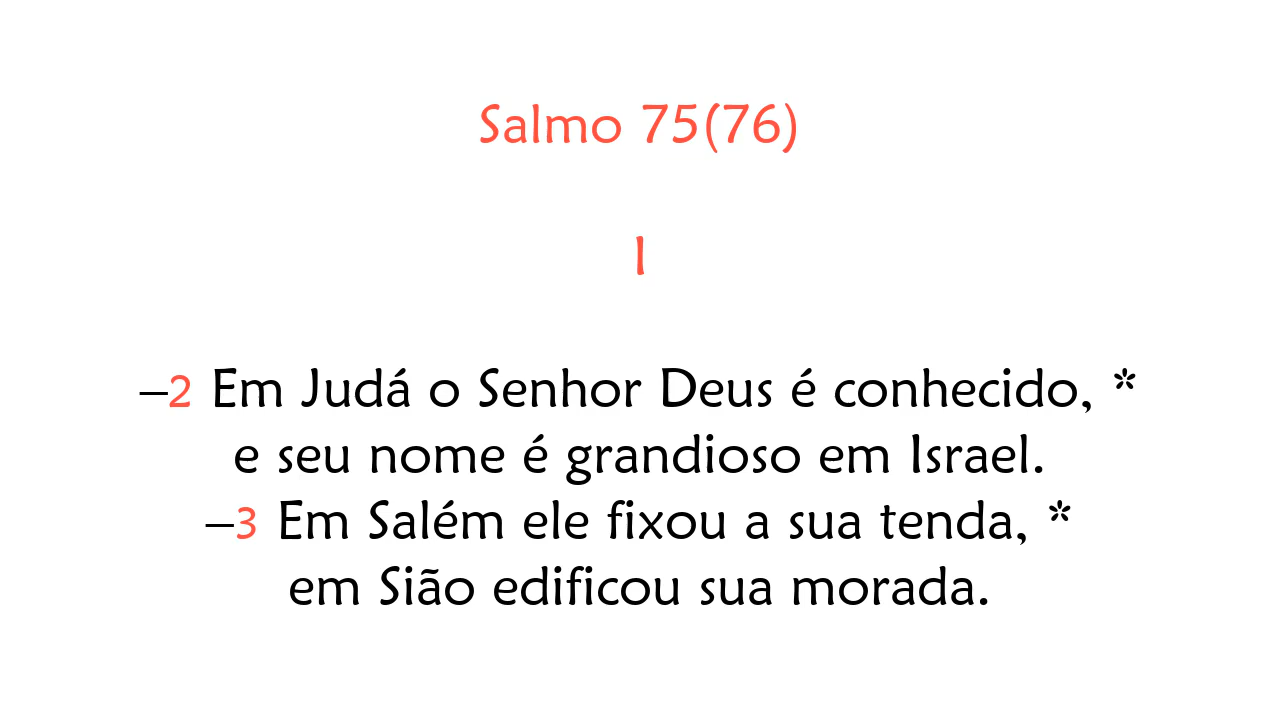 Salmo 75(76)
I
–2 Em Judá o Senhor Deus é conhecido, *
e seu nome é grandioso em Israel.
–3 Em Salém ele fixou a sua tenda, *
em Sião edificou sua morada.